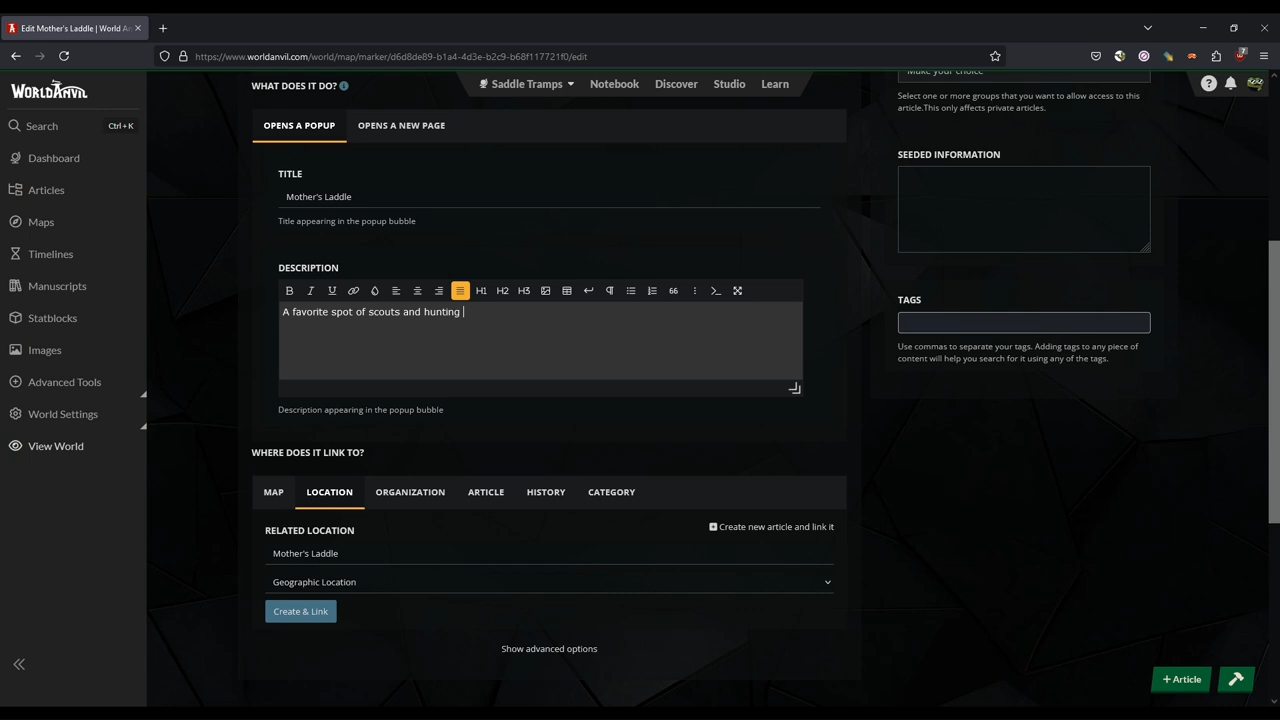 Edit Mother's Laddle | World An
https://www.worldanvil.com/world/map/marker/d6d8de89-b1a4-4d3e-b2c9-b68f117721f0/edit
7
WORLDANVIL
Search
Ctrl+K
Dashboard
Articles
Maps
Timelines
Manuscripts
Statblocks
Images
Advanced Tools
World Settings
View World
Saddle Tramps
Notebook
Discover
Studio
Learn
WHAT DOES IT DO?
OPENS A POPUP
OPENS A NEW PAGE
TITLE
Mother's Laddle
Title appearing in the popup bubble
DESCRIPTION
B I U H1 H2 H3 66
A favorite spot of scouts and hunting
Description appearing in the popup bubble
WHERE DOES IT LINK TO?
MAP
LOCATION
ORGANIZATION
ARTICLE
HISTORY
CATEGORY
RELATED LOCATION
Create new article and link it
Mother's Laddle
Geographic Location
Create & Link
Show advanced options
Make your choice
Select one or more groups that you want to allow access to this
article.This only affects private articles.
SEEDED INFORMATION
TAGS
Use commas to separate your tags. Adding tags to any piece of
content will help you search for it using any of the tags.
+ Article